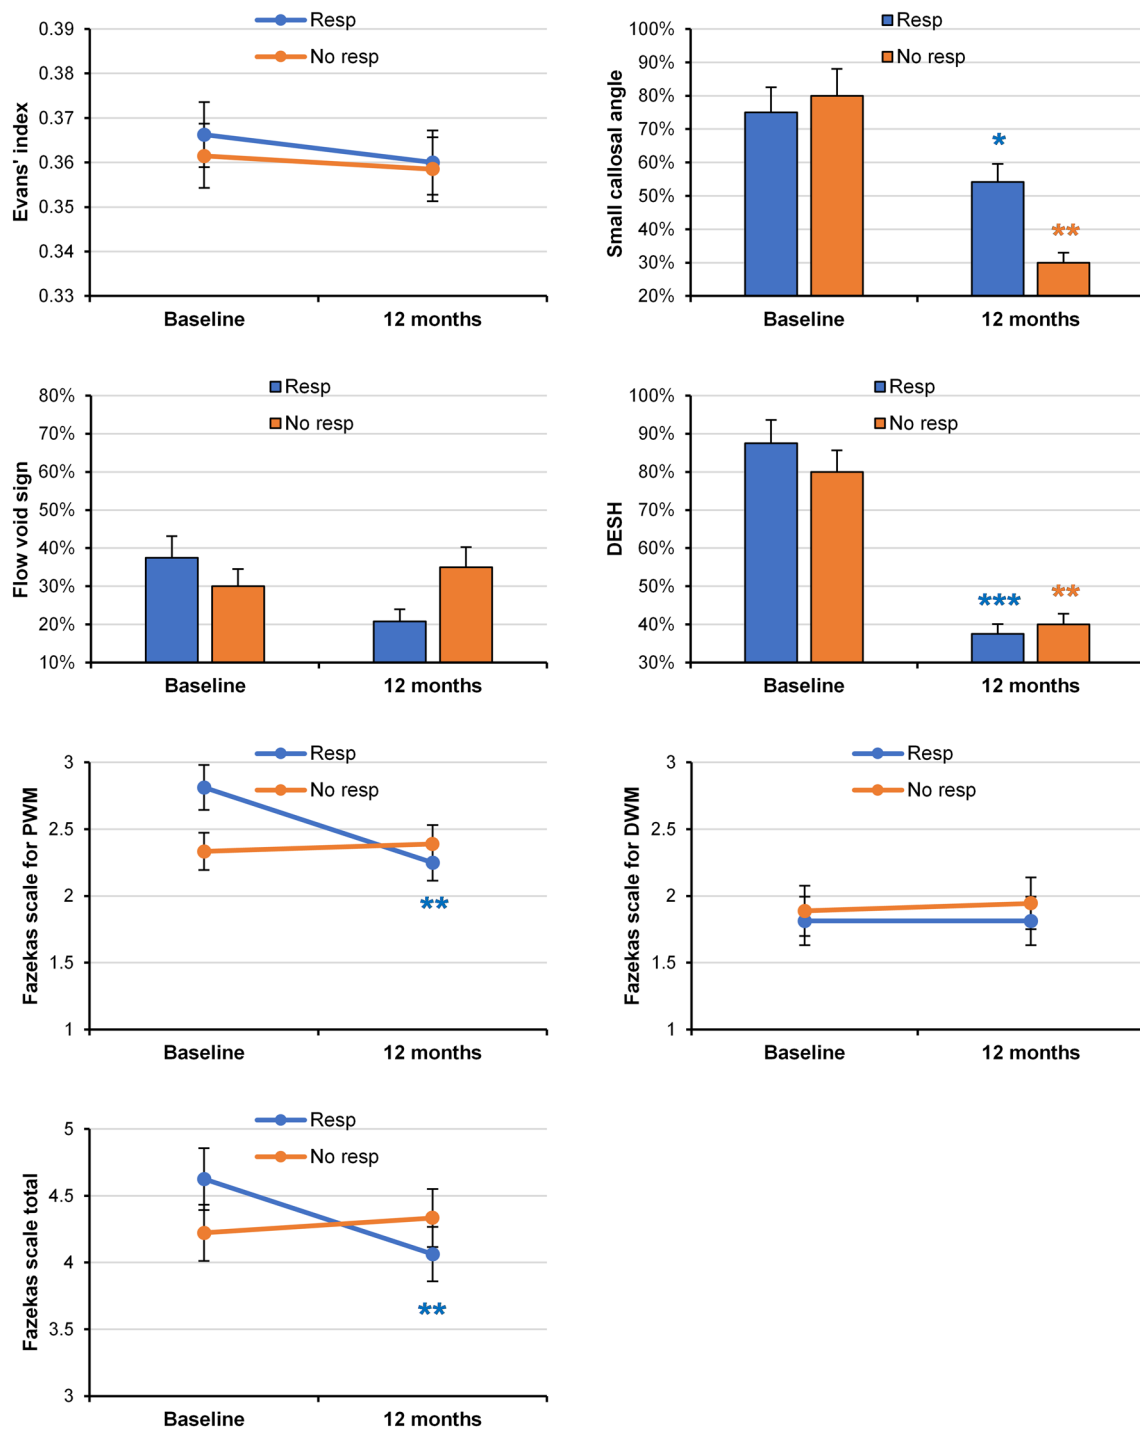 Evans' index
0.39
0.38
0.37
0.36
0.35
0.34
0.33
Resp
No resp
Baseline
12 months
Small callosal angle
100%
90%
80%
70%
60%
50%
40%
30%
20%
Resp
No resp
*
**
Baseline
12 months
Flow void sign
80%
70%
60%
50%
40%
30%
20%
10%
Resp
No resp
Baseline
12 months
DESH
100%
90%
80%
70%
60%
50%
40%
30%
Resp
No resp
***
**
Baseline
12 months
Fazekas scale for PWM
3
2.5
2
1.5
1
Resp
No resp
**
Baseline
12 months
Fazekas scale for DWM
3
2.5
2
1.5
1
Resp
No resp
Baseline
12 months
Fazekas scale total
5
4.5
4
3.5
3
Resp
No resp
**
Baseline
12 months